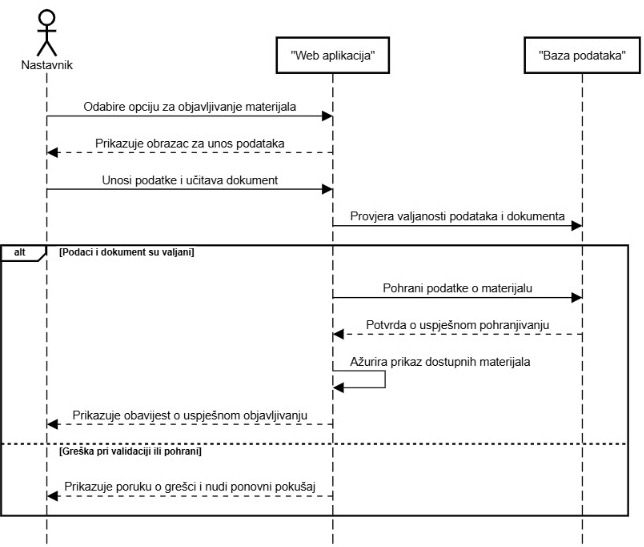 Nastavnik
"Web aplikacija"
"Baza podataka"
Odabire opciju za objavljivanje materijala
Prikazuje obrazac za unos podataka
Unosi podatke i učitava dokument
Provjera valjanosti podataka i dokumenta
alt
[Podaci i dokument su valjani]
Pohrani podatke o materijalu
Potvrda o uspješnom pohranjivanju
Ažurira prikaz dostupnih materijala
Prikazuje obavijest o uspješnom objavljivanju
[Greška pri validaciji ili pohrani]
Prikazuje poruku o grešci i nudi ponovni pokušaj